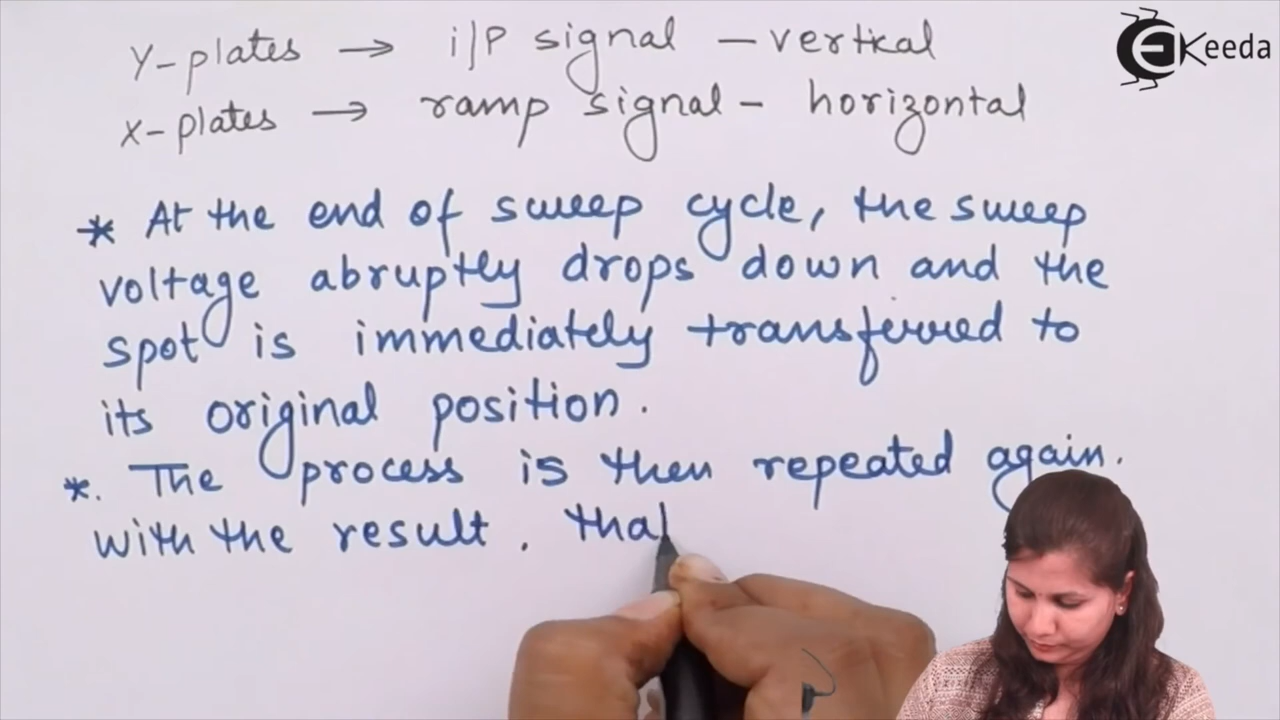 Y-plates → i/P signal - vertical
X-plates → ramp signal - horizontal
Ekeeda
* At the end of sweep cycle, the sweep
voltage abruptly drops down and the
spot is immediately transferred to
its original position.
*. The process is then repeated again.
with the result. that